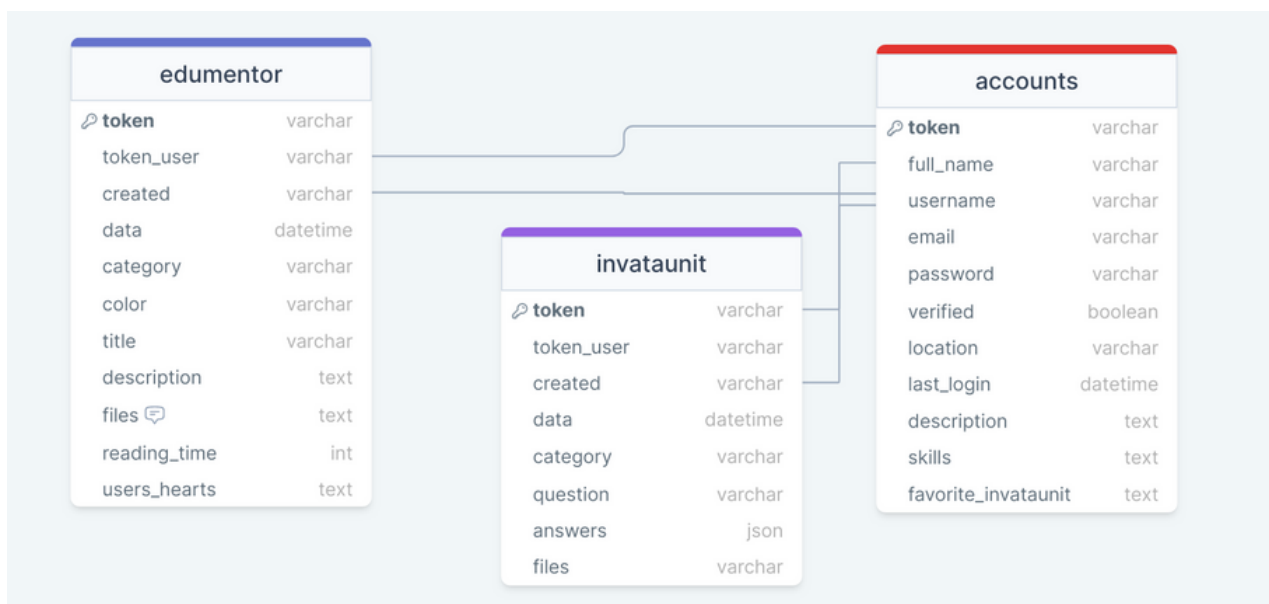 edumentor
token varchar
token_user varchar
created varchar
data datetime
category varchar
color varchar
title varchar
description text
files text
reading_time int
users_hearts text
invataunit
token varchar
token_user varchar
created varchar
data datetime
category varchar
question varchar
answers json
files varchar
accounts
token varchar
full_name varchar
username varchar
email varchar
password varchar
verified boolean
location varchar
last_login datetime
description text
skills text
favorite_invataunit text